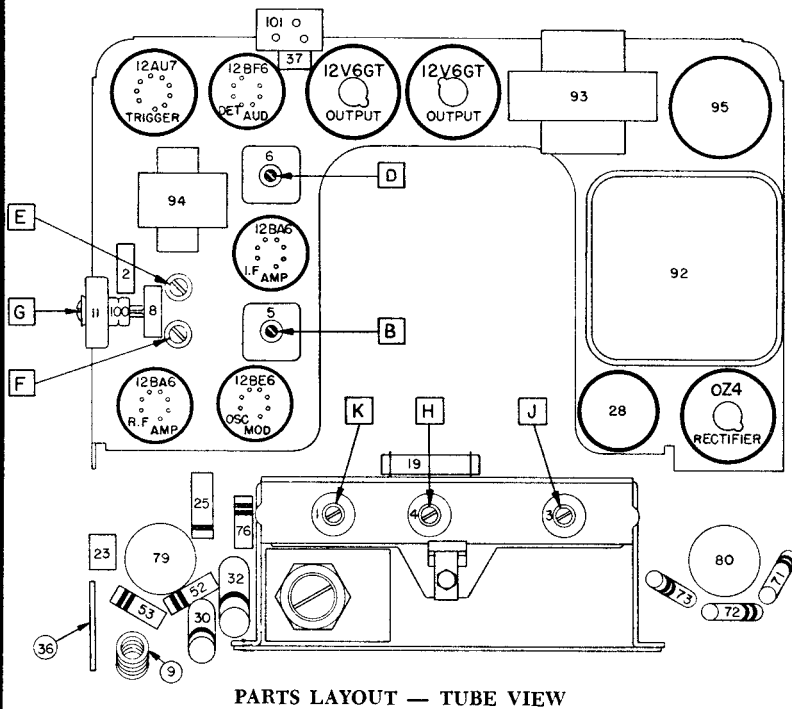 101
37
12AU7
TRIGGER
12BF6
DET AUD
12V6GT
OUTPUT
12V6GT
OUTPUT
93
95
94
6
D
E
12BA6
I.F AMP
92
2
G
11
100
8
5
B
F
12BA6
R.F AMP
12BE6
OSC MOD
K
H
J
28
OZ4
RECTIFIER
19
1
4
3
25
76
23
79
32
52
53
30
36
9
80
73
72
71
PARTS LAYOUT — TUBE VIEW